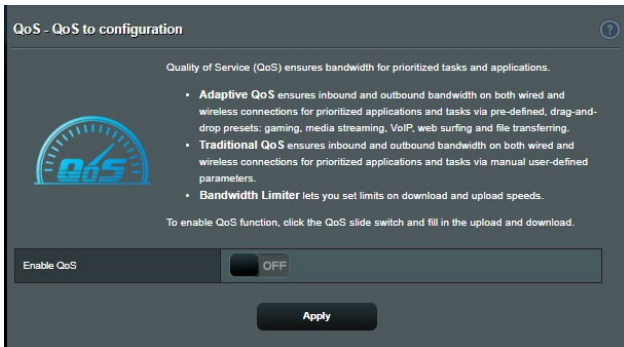 QoS - QoS to configuration
?
Quality of Service (QoS) ensures bandwidth for prioritized tasks and applications.
• Adaptive QoS ensures inbound and outbound bandwidth on both wired and
wireless connections for prioritized applications and tasks via pre-defined, drag-and-
drop presets: gaming, media streaming, VoIP, web surfing and file transferring.
• Traditional QoS ensures inbound and outbound bandwidth on both wired and
wireless connections for prioritized applications and tasks via manual user-defined
parameters.
• Bandwidth Limiter lets you set limits on download and upload speeds.
QoS
To enable QoS function, click the QoS slide switch and fill in the upload and download.
Enable QoS
OFF
Apply